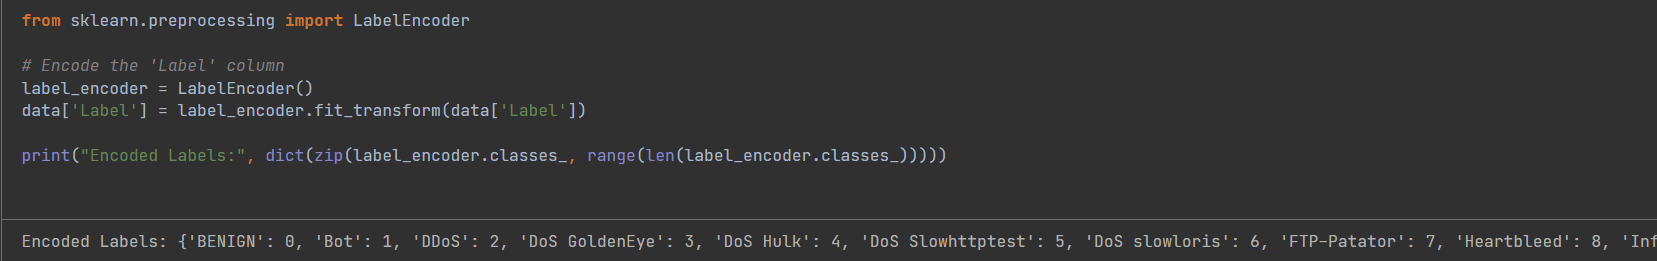 from sklearn.preprocessing import LabelEncoder
# Encode the 'Label' column
label_encoder = LabelEncoder()
data['Label'] = label_encoder.fit_transform(data['Label'])
print("Encoded Labels:", dict(zip(label_encoder.classes_, range(len(label_encoder.classes_)))))
Encoded Labels: {'BENIGN': 0, 'Bot': 1, 'DDoS': 2, 'DoS GoldenEye': 3, 'DoS Hulk': 4, 'DoS Slowhttptest': 5, 'DoS slowloris': 6, 'FTP-Patator': 7, 'Heartbleed': 8, 'Inf